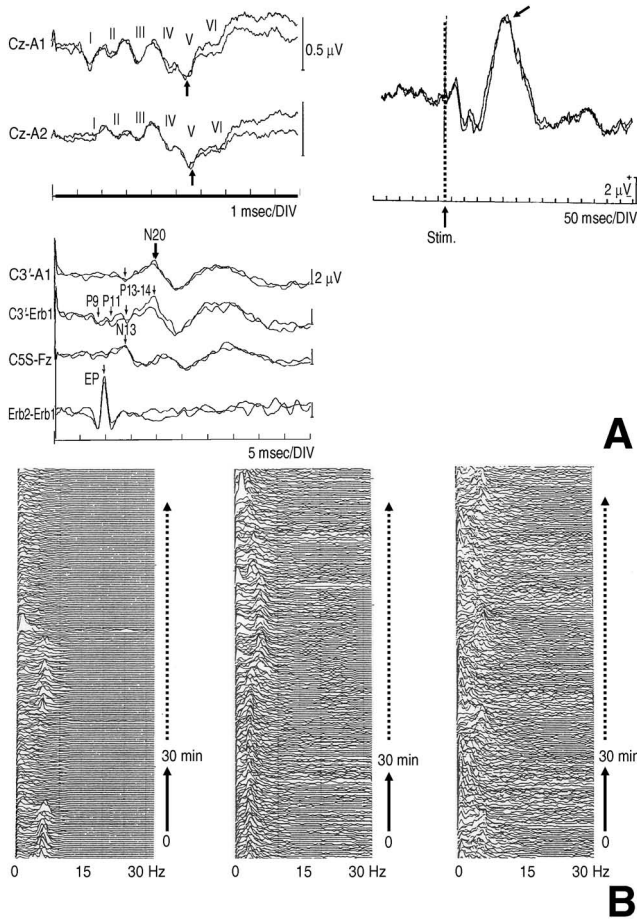 Cz-A1
I II III IV V VI
0.5 µV
Cz-A2
I II III IV V VI
1 msec/DIV
+
2 µV
−
50 msec/DIV
Stim.
N20
C3′-A1
2 µV
P13-14
P9 P11
C3′-Erb1
N13
C5S-Fz
EP
Erb2-Erb1
5 msec/DIV
A
30 min
0
0 15 30 Hz
30 min
0
0 15 30 Hz
30 min
0
0 15 30 Hz
B